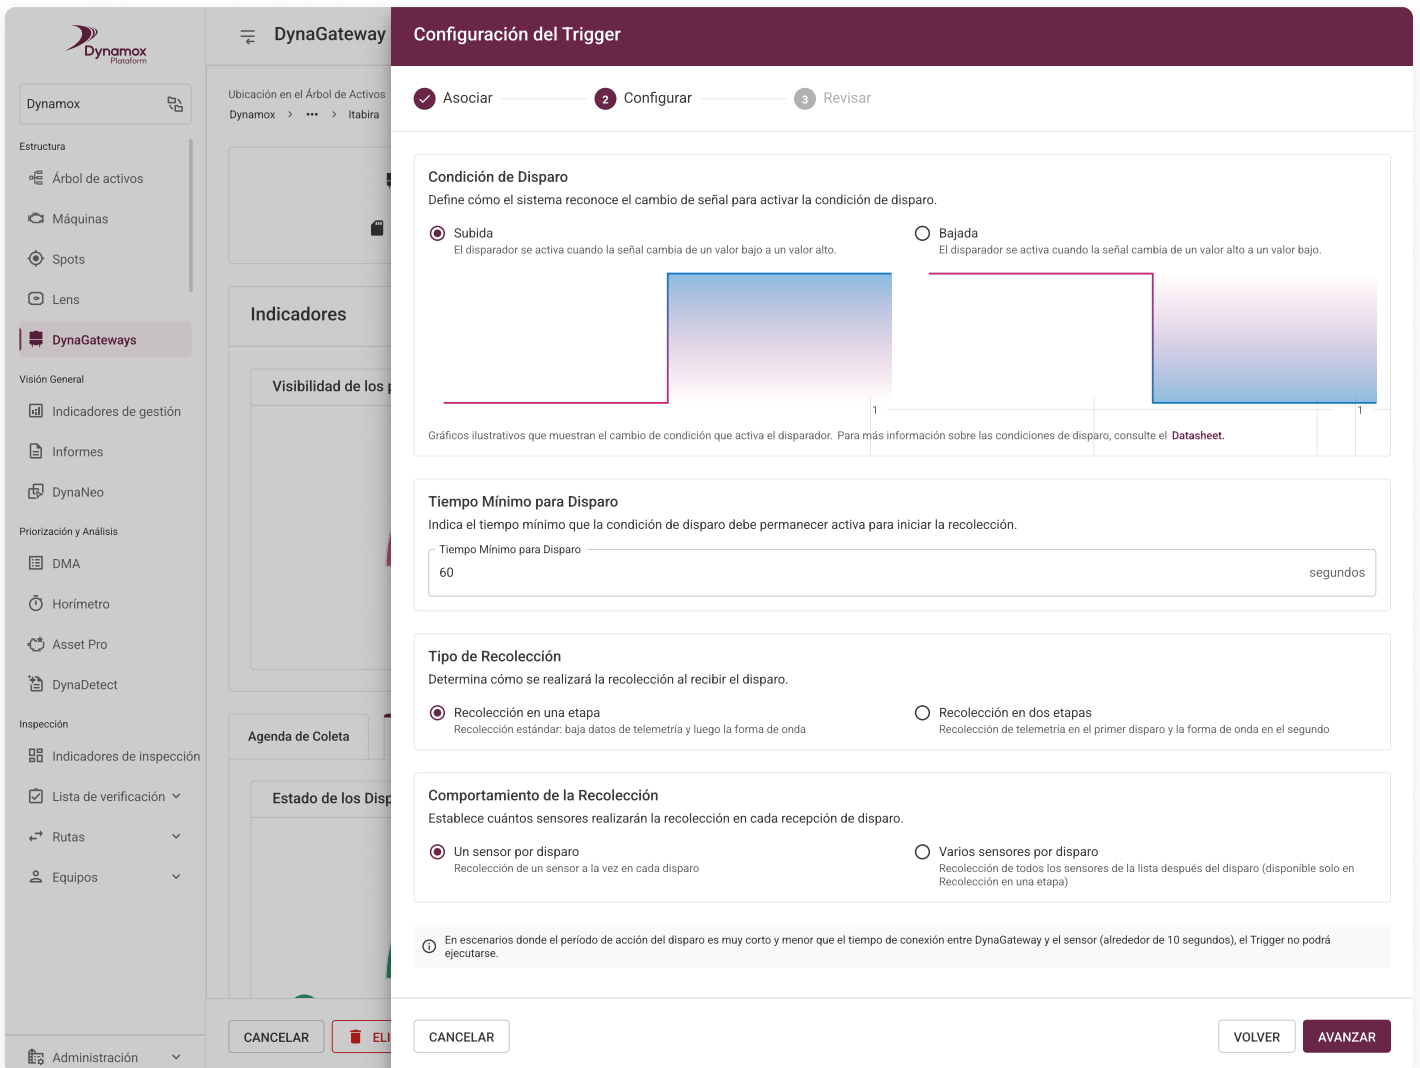 Dynamox
Plataform
Dynamox
Estructura
Árbol de activos
Máquinas
Spots
Lens
DynaGateways
Visión General
Indicadores de gestión
Informes
DynaNeo
Priorización y Análisis
DMA
Horímetro
Asset Pro
DynaDetect
Inspección
Indicadores de inspección
Lista de verificación
Rutas
Equipos
Administración
DynaGateway
Ubicación en el Árbol de Activos
Dynamox > ••• > Itabira
Indicadores
Visibilidad de los
Agenda de Coleta
Estado de los Disp
CANCELAR
ELI
Configuración del Trigger
Asociar
2 Configurar
3 Revisar
Condición de Disparo
Define cómo el sistema reconoce el cambio de señal para activar la condición de disparo.
Subida
El disparador se activa cuando la señal cambia de un valor bajo a un valor alto.
Bajada
El disparador se activa cuando la señal cambia de un valor alto a un valor bajo.
1
1
Gráficos ilustrativos que muestran el cambio de condición que activa el disparador. Para más información sobre las condiciones de disparo, consulte el Datasheet.
Tiempo Mínimo para Disparo
Indica el tiempo mínimo que la condición de disparo debe permanecer activa para iniciar la recolección.
Tiempo Mínimo para Disparo
60 segundos
Tipo de Recolección
Determina cómo se realizará la recolección al recibir el disparo.
Recolección en una etapa
Recolección estándar: baja datos de telemetría y luego la forma de onda
Recolección en dos etapas
Recolección de telemetría en el primer disparo y la forma de onda en el segundo
Comportamiento de la Recolección
Establece cuántos sensores realizarán la recolección en cada recepción de disparo.
Un sensor por disparo
Recolección de un sensor a la vez en cada disparo
Varios sensores por disparo
Recolección de todos los sensores de la lista después del disparo (disponible solo en
Recolección en una etapa)
En escenarios donde el período de acción del disparo es muy corto y menor que el tiempo de conexión entre DynaGateway y el sensor (alrededor de 10 segundos), el Trigger no podrá
ejecutarse.
CANCELAR
VOLVER
AVANZAR